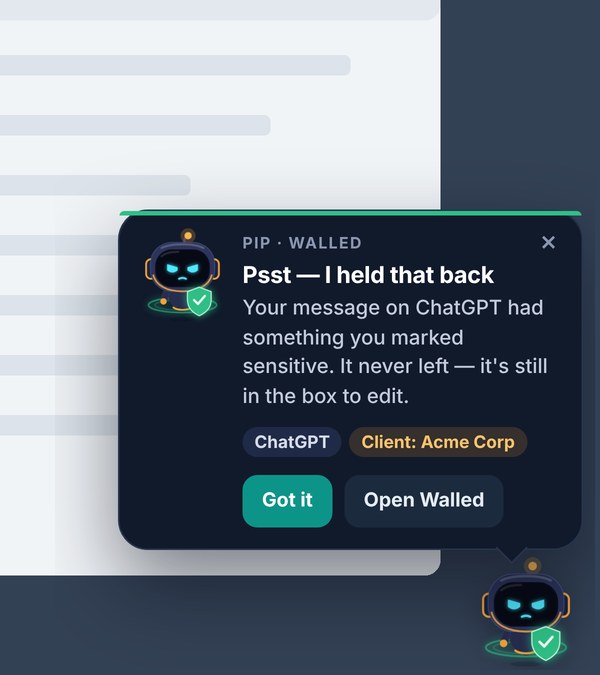 PIP · WALLED
Psst — I held that back
Your message on ChatGPT had
something you marked
sensitive. It never left — it's still
in the box to edit.
ChatGPT
Client: Acme Corp
Got it
Open Walled